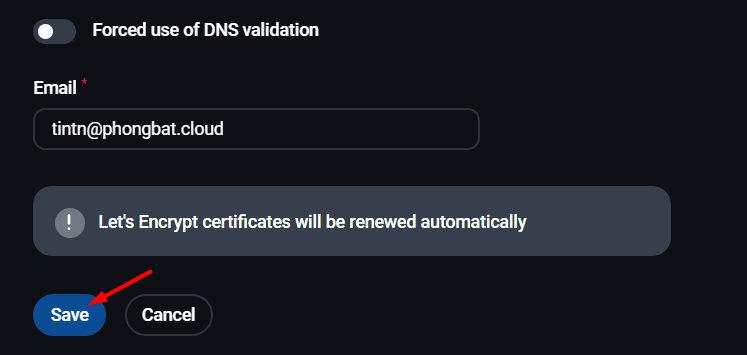 Forced use of DNS validation
Email *
tintn@phongbat.cloud
! Let's Encrypt certificates will be renewed automatically
Save Cancel